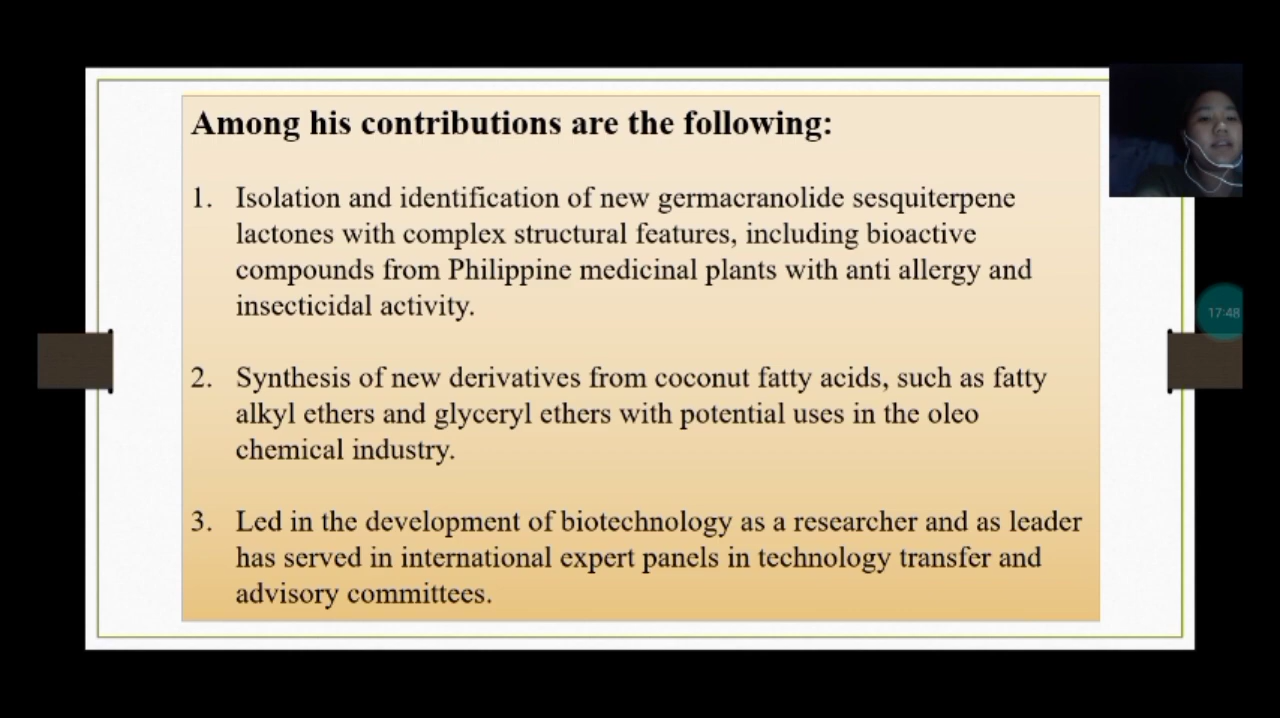 Among his contributions are the following:
1. Isolation and identification of new germacranolide sesquiterpene
lactones with complex structural features, including bioactive
compounds from Philippine medicinal plants with anti allergy and
insecticidal activity.
2. Synthesis of new derivatives from coconut fatty acids, such as fatty
alkyl ethers and glyceryl ethers with potential uses in the oleo
chemical industry.
3. Led in the development of biotechnology as a researcher and as leader
has served in international expert panels in technology transfer and
advisory committees.
17:48